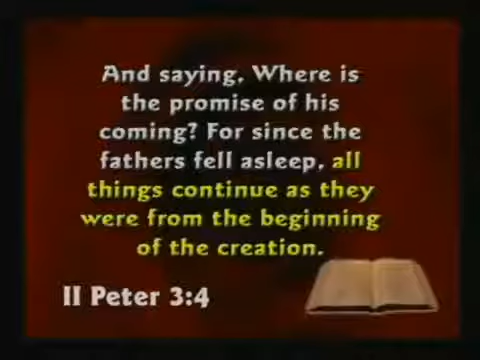 And saying, Where is
the promise of his
coming? For since the
fathers fell asleep, all
things continue as they
were from the beginning
of the creation.
II Peter 3:4